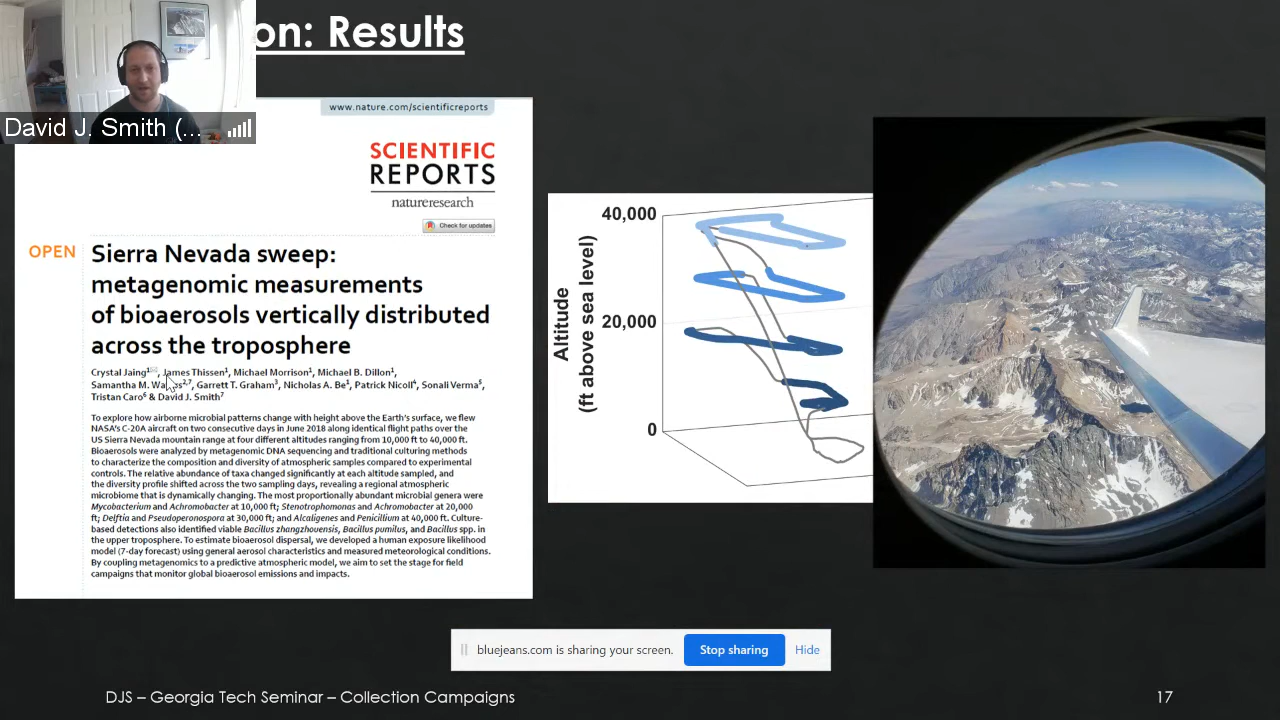 on: Results
David J. Smith (...
www.nature.com/scientificreports
SCIENTIFIC
REPORTS
natureresearch
Check for updates
OPEN
Sierra Nevada sweep:
metagenomic measurements
of bioaerosols vertically distributed
across the troposphere
Crystal Jaing1✉, James Thissen1, Michael Morrison1, Michael B. Dillon1,
Samantha M. Waters2,7, Garrett T. Graham3, Nicholas A. Be1, Patrick Nicoll4, Sonali Verma5,
Tristan Caro6 & David J. Smith7
To explore how airborne microbial patterns change with height above the Earth's surface, we flew
NASA's C-20A aircraft on two consecutive days in June 2018 along identical flight paths over the
US Sierra Nevada mountain range at four different altitudes ranging from 10,000 ft to 40,000 ft.
Bioaerosols were analyzed by metagenomic DNA sequencing and traditional culturing methods
to characterize the composition and diversity of atmospheric samples compared to experimental
controls. The relative abundance of taxa changed significantly at each altitude sampled, and
the diversity profile shifted across the two sampling days, revealing a regional atmospheric
microbiome that is dynamically changing. The most proportionally abundant microbial genera were
Mycobacterium and Achromobacter at 10,000 ft; Stenotrophomonas and Achromobacter at 20,000
ft; Delftia and Pseudoperonospora at 30,000 ft; and Alcaligenes and Penicillium at 40,000 ft. Culture-
based detections also identified viable Bacillus zhangzhouensis, Bacillus pumilus, and Bacillus spp. in
the upper troposphere. To estimate bioaerosol dispersal, we developed a human exposure likelihood
model (7-day forecast) using general aerosol characteristics and measured meteorological conditions.
By coupling metagenomics to a predictive atmospheric model, we aim to set the stage for field
campaigns that monitor global bioaerosol emissions and impacts.
Altitude
(ft above sea level)
40,000
20,000
0
bluejeans.com is sharing your screen.
Stop sharing
Hide
DJS – Georgia Tech Seminar – Collection Campaigns
17